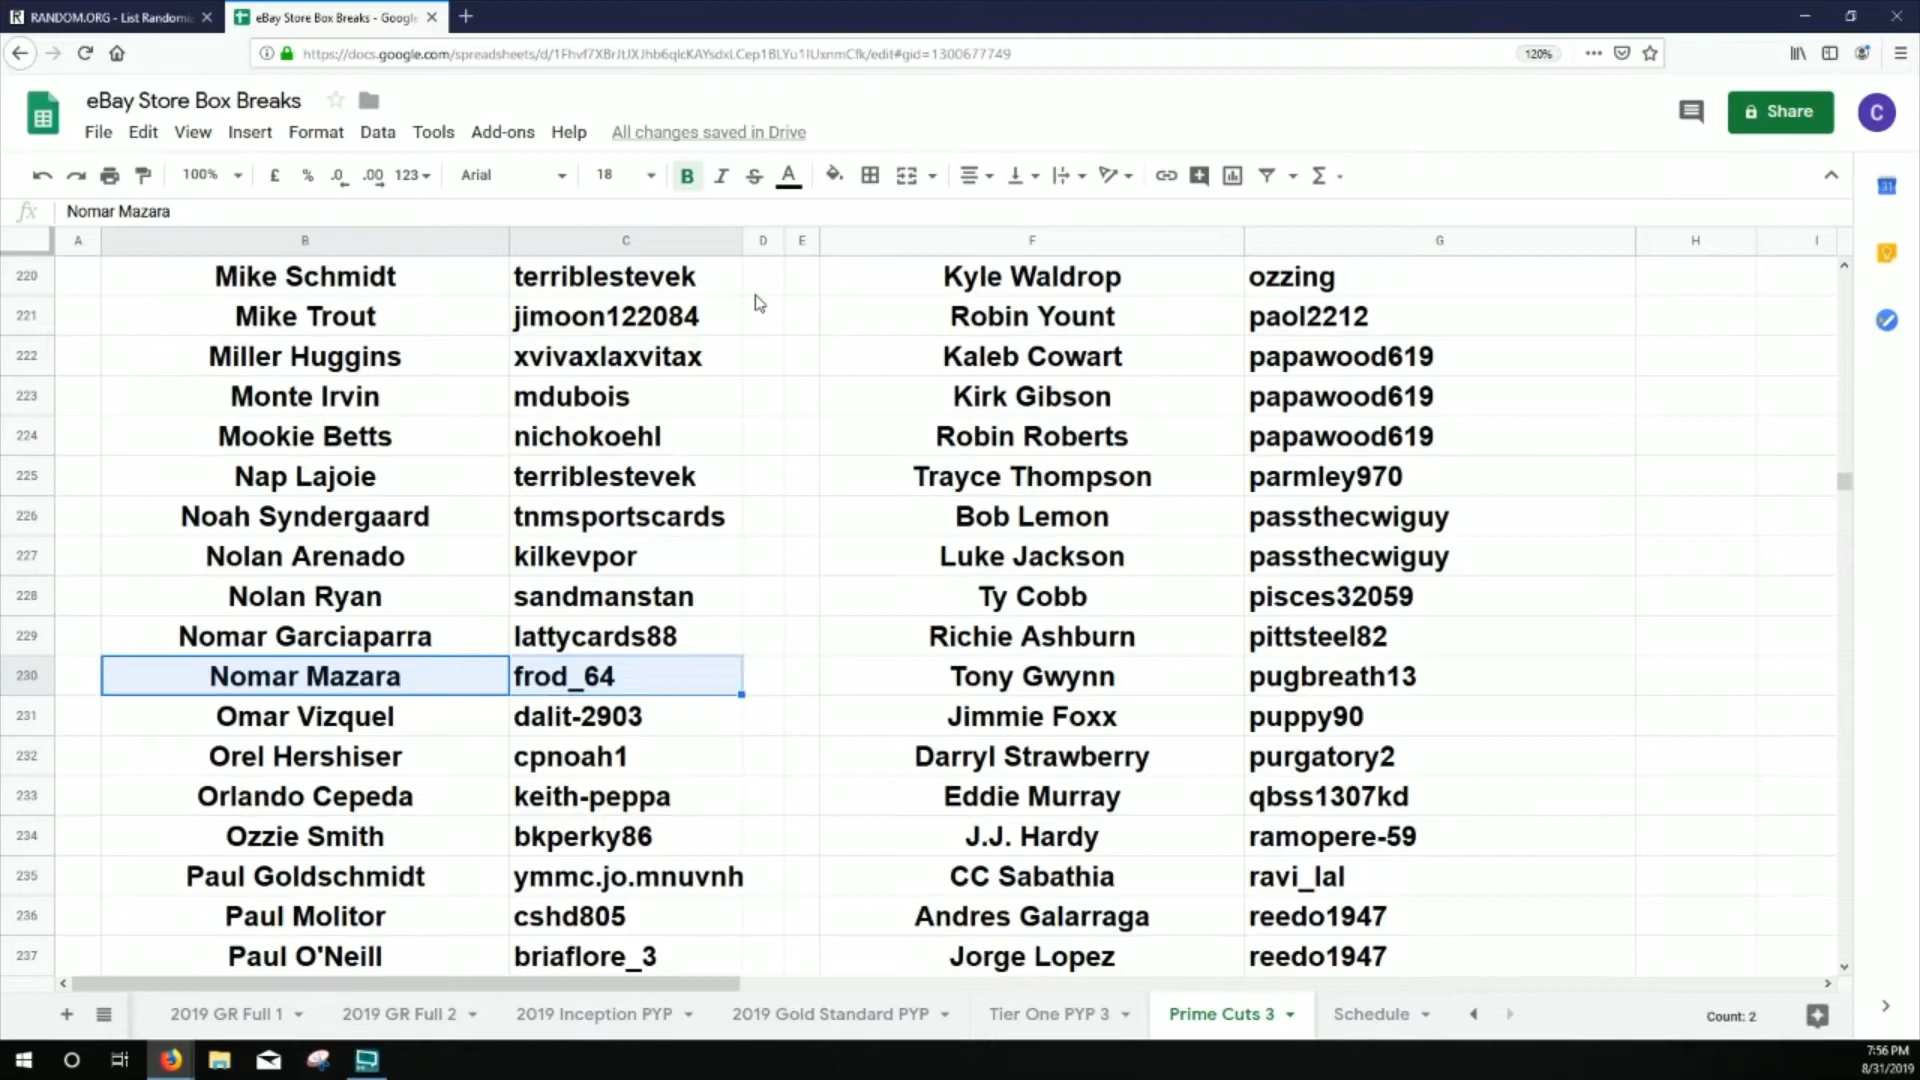 RANDOM.ORG - List Randomi
eBay Store Box Breaks - Google
https://docs.google.com/spreadsheets/d/
120%
eBay Store Box Breaks
Share
C
File Edit View Insert Format Data Tools Add-ons Help All changes saved in Drive
100% £ % .0 .00 123 Arial 18 B I S A Σ
fx Nomar Mazara
A B C D E F G H I
220 Mike Schmidt terriblestevek Kyle Waldrop ozzing
221 Mike Trout jimoon122084 Robin Yount paol2212
222 Miller Huggins xvivaxlaxvitax Kaleb Cowart papawood619
223 Monte Irvin mdubois Kirk Gibson papawood619
224 Mookie Betts nichokoehl Robin Roberts papawood619
225 Nap Lajoie terriblestevek Trayce Thompson parmley970
226 Noah Syndergaard tnmsportscards Bob Lemon passthecwiguy
227 Nolan Arenado kilkevpor Luke Jackson passthecwiguy
228 Nolan Ryan sandmanstan Ty Cobb pisces32059
229 Nomar Garciaparra lattycards88 Richie Ashburn pittsteel82
230 Nomar Mazara frod_64 Tony Gwynn pugbreath13
231 Omar Vizquel dalit-2903 Jimmie Foxx puppy90
232 Orel Hershiser cpnoah1 Darryl Strawberry purgatory2
233 Orlando Cepeda keith-peppa Eddie Murray qbss1307kd
234 Ozzie Smith bkperky86 J.J. Hardy ramopere-59
235 Paul Goldschmidt ymmc.jo.mnuvnh CC Sabathia ravi_lal
236 Paul Molitor cshd805 Andres Galarraga reedo1947
237 Paul O'Neill briaflore_3 Jorge Lopez reedo1947
2019 GR Full 1 2019 GR Full 2 2019 Inception PYP 2019 Gold Standard PYP Tier One PYP 3 Prime Cuts 3 Schedule Count: 2
7:56 PM
8/31/2019